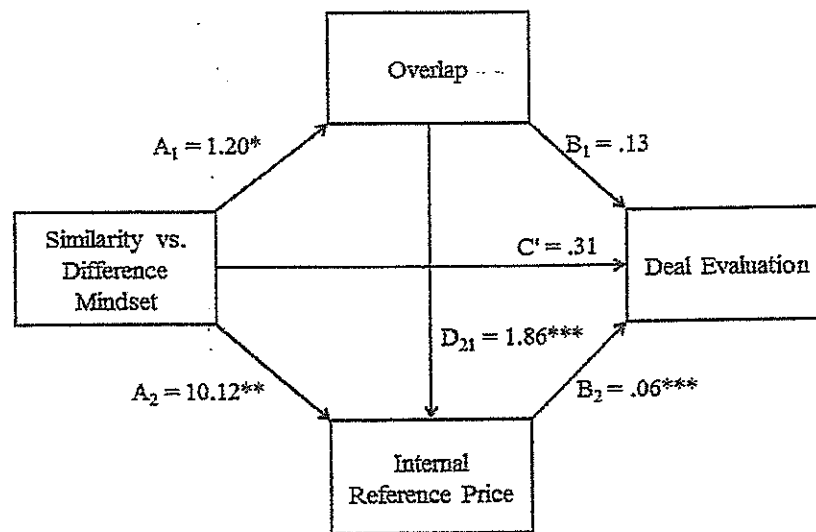 Overlap
A₁ = 1.20*
B₁ = .13
Similarity vs.
Difference
Mindset
C' = .31
Deal Evaluation
D₂₁ = 1.86***
A₂ = 10.12**
B₂ = .06***
Internal
Reference Price